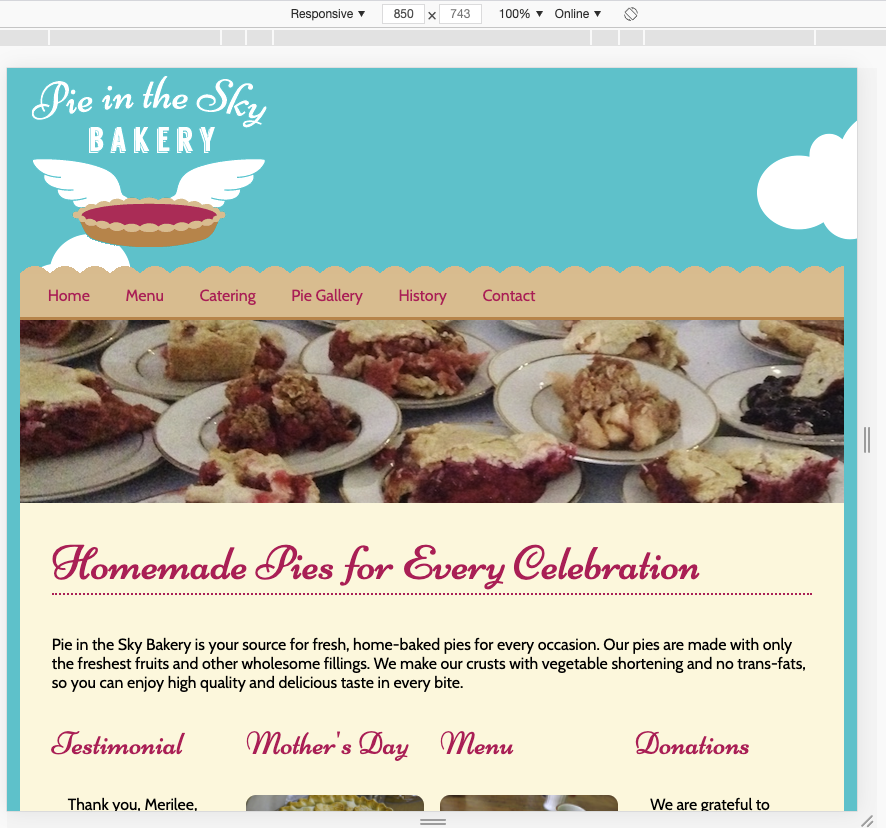 Responsive ▼ 850 × 743 100% ▼ Online ▼
Pie in the Sky
BAKERY
Home Menu Catering Pie Gallery History Contact
Homemade Pies for Every Celebration
Pie in the Sky Bakery is your source for fresh, home-baked pies for every occasion. Our pies are made with only
the freshest fruits and other wholesome fillings. We make our crusts with vegetable shortening and no trans-fats,
so you can enjoy high quality and delicious taste in every bite.
Testimonial Mother's Day Menu Donations
Thank you, Merilee, We are grateful to